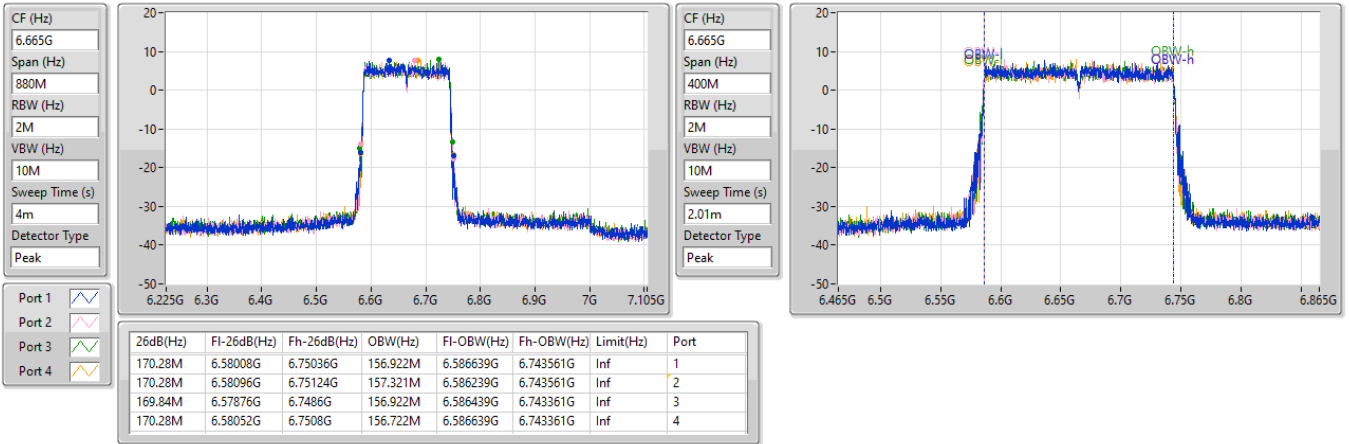 CF (Hz)
6.665G
Span (Hz)
880M
RBW (Hz)
2M
VBW (Hz)
10M
Sweep Time (s)
4m
Detector Type
Peak
20
10
0
-10
-20
-30
-40
-50
6.225G 6.3G 6.4G 6.5G 6.6G 6.7G 6.8G 6.9G 7G 7.105G
CF (Hz)
6.665G
Span (Hz)
400M
RBW (Hz)
2M
VBW (Hz)
10M
Sweep Time (s)
2.01m
Detector Type
Peak
20
10
0
-10
-20
-30
-40
-50
OBW-l
OBW-h
OBW-h
6.465G 6.5G 6.55G 6.6G 6.65G 6.7G 6.75G 6.8G 6.865G
Port 1
Port 2
Port 3
Port 4
26dB(Hz) Fl-26dB(Hz) Fh-26dB(Hz) OBW(Hz) Fl-OBW(Hz) Fh-OBW(Hz) Limit(Hz) Port
170.28M 6.58008G 6.75036G 156.922M 6.586639G 6.743561G Inf 1
170.28M 6.58096G 6.75124G 157.321M 6.586239G 6.743561G Inf 2
169.84M 6.57876G 6.7486G 156.922M 6.586439G 6.743361G Inf 3
170.28M 6.58052G 6.7508G 156.722M 6.586639G 6.743361G Inf 4